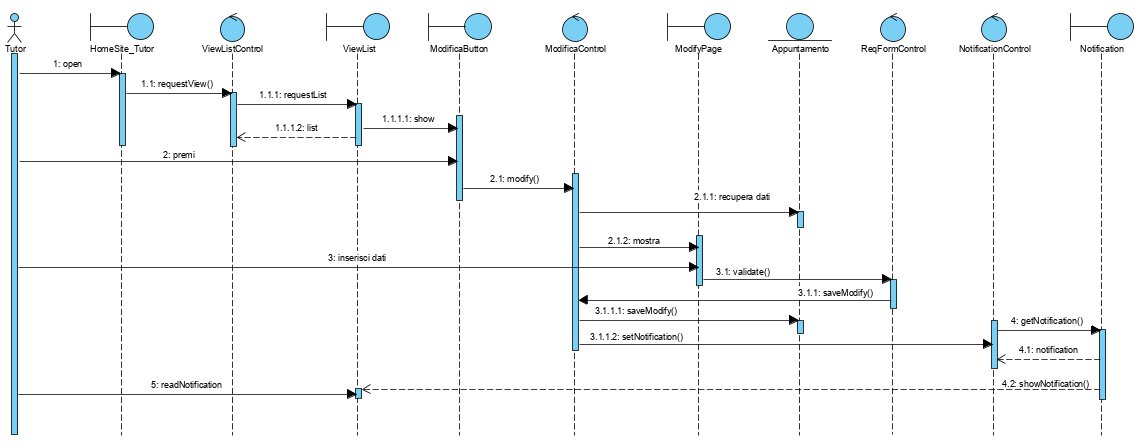 Tutor
HomeSite_Tutor
ViewListControl
ViewList
ModificaButton
ModificaControl
ModifyPage
Appuntamento
ReqFormControl
NotificationControl
Notification
1: open
1.1: requestView()
1.1.1: requestList
1.1.1.1: show
1.1.1.2: list
2: premi
2.1: modify()
2.1.1: recupera dati
2.1.2: mostra
3: inserisci dati
3.1: validate()
3.1.1: saveModify()
3.1.1.1: saveModify()
4: getNotification()
3.1.1.2: setNotification()
4.1: notification
5: readNotification
4.2: showNotification()